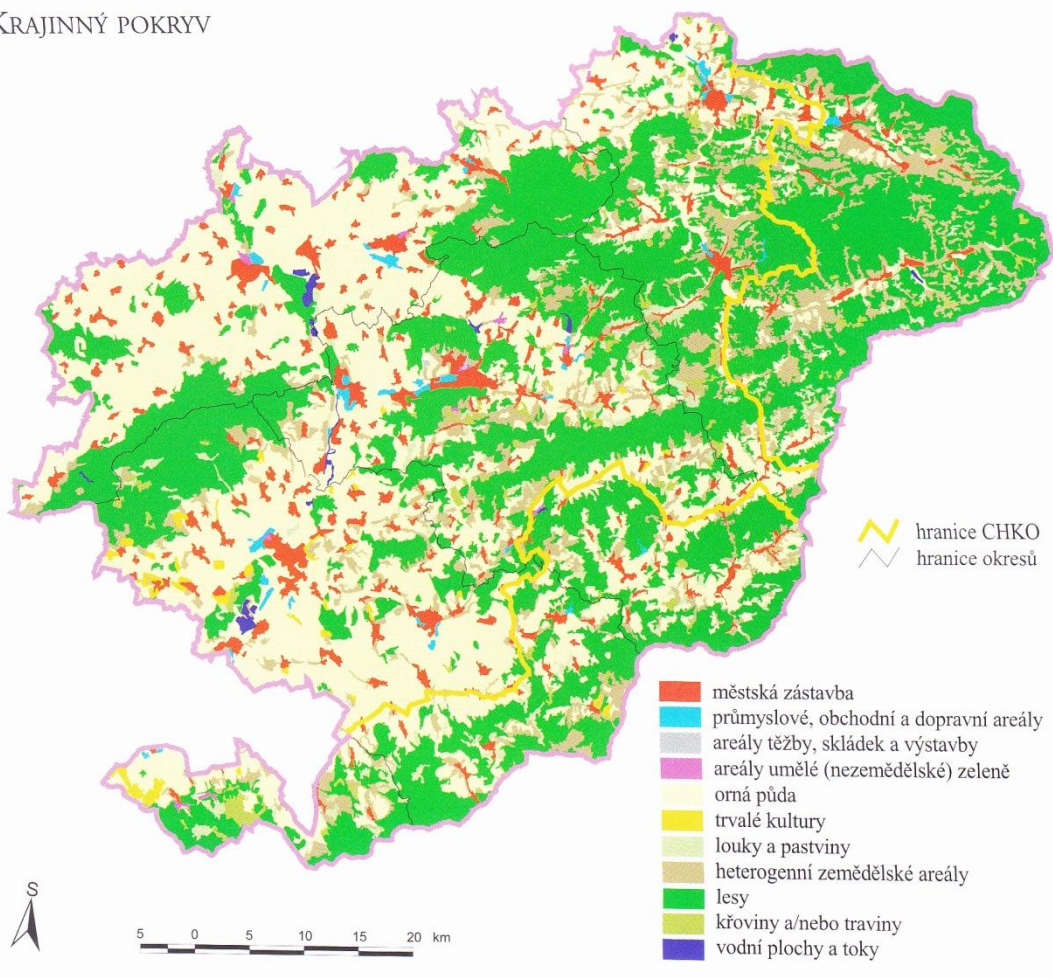 KRAJINNÝ POKRYV
hranice CHKO
hranice okresů
městská zástavba
průmyslové, obchodní a dopravní areály
areály těžby, skládek a výstavby
areály umělé (nezemědělské) zeleně
orná půda
trvalé kultury
louky a pastviny
heterogenní zemědělské areály
lesy
křoviny a/nebo traviny
vodní plochy a toky
S
5 0 5 10 15 20 km